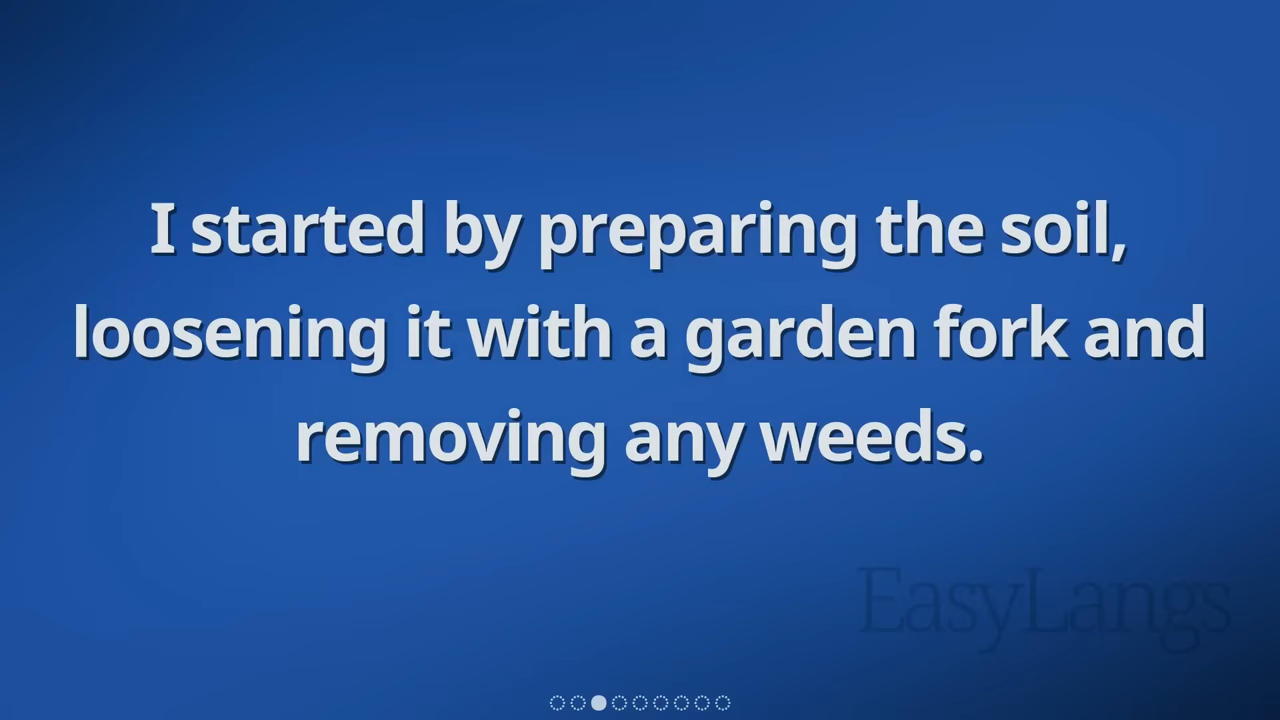 I started by preparing the soil,
loosening it with a garden fork and
removing any weeds.
EasyLangs